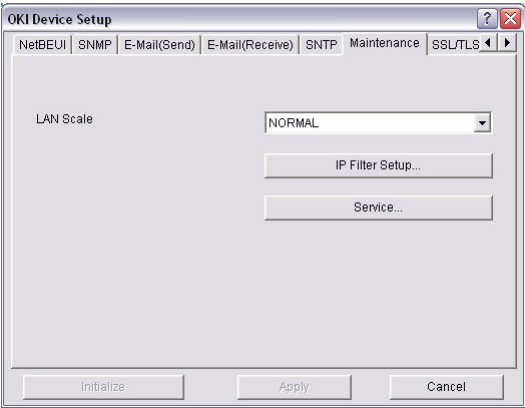 OKI Device Setup
NetBEUI SNMP E-Mail(Send) E-Mail(Receive) SNTP Maintenance SSL/TLS
LAN Scale NORMAL
IP Filter Setup...
Service...
Initialize Apply Cancel